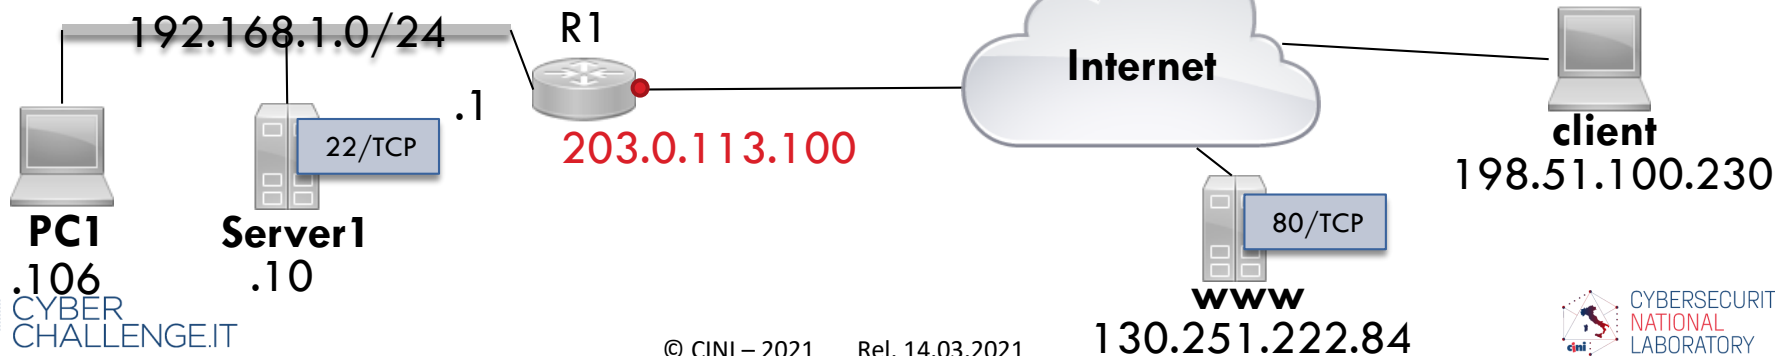 192.168.1.0/24
R1
Internet
.1
22/TCP
203.0.113.100
client
198.51.100.230
PC1
.106
Server1
.10
80/TCP
www
130.251.222.84
CYBER
CHALLENGE.IT
© CINI – 2021 Rel. 14.03.2021
cini
CYBERSECURIT
NATIONAL
LABORATORY